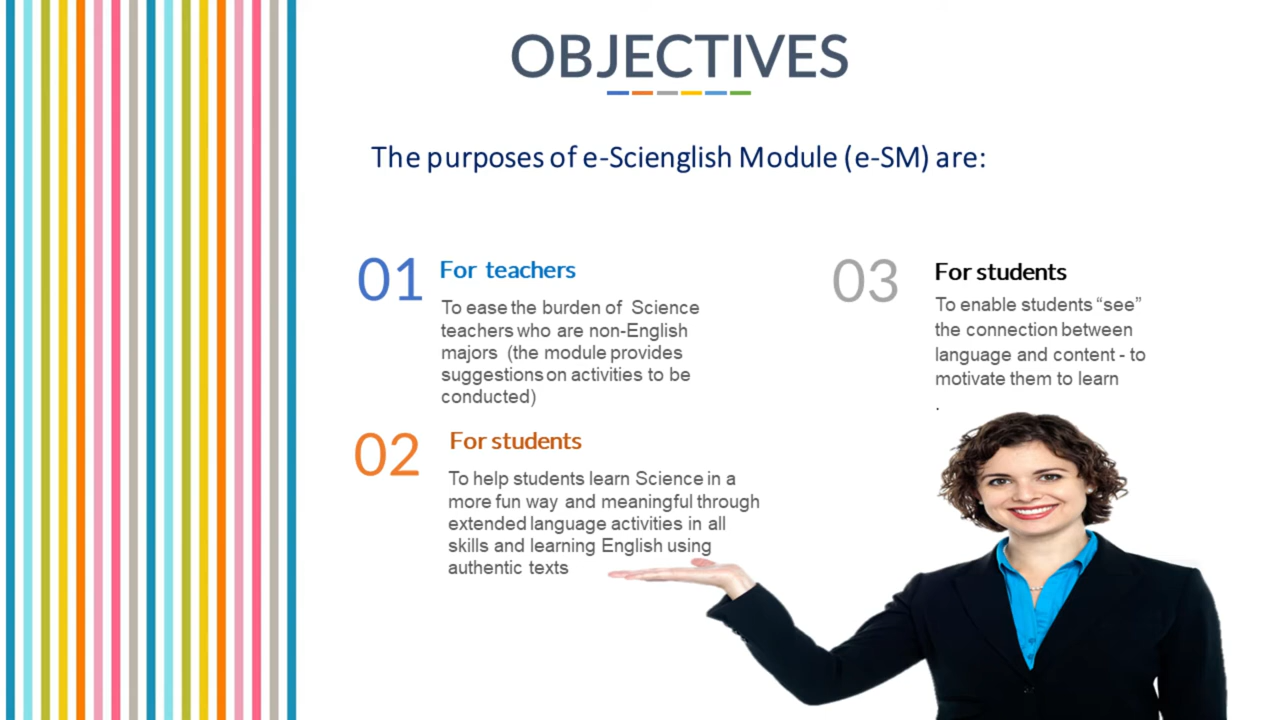 OBJECTIVES
The purposes of e-Scienglish Module (e-SM) are:
01
For teachers
To ease the burden of Science
teachers who are non-English
majors (the module provides
suggestions on activities to be
conducted)
02
For students
To help students learn Science in a
more fun way and meaningful through
extended language activities in all
skills and learning English using
authentic texts
03
For students
To enable students “see”
the connection between
language and content - to
motivate them to learn
.